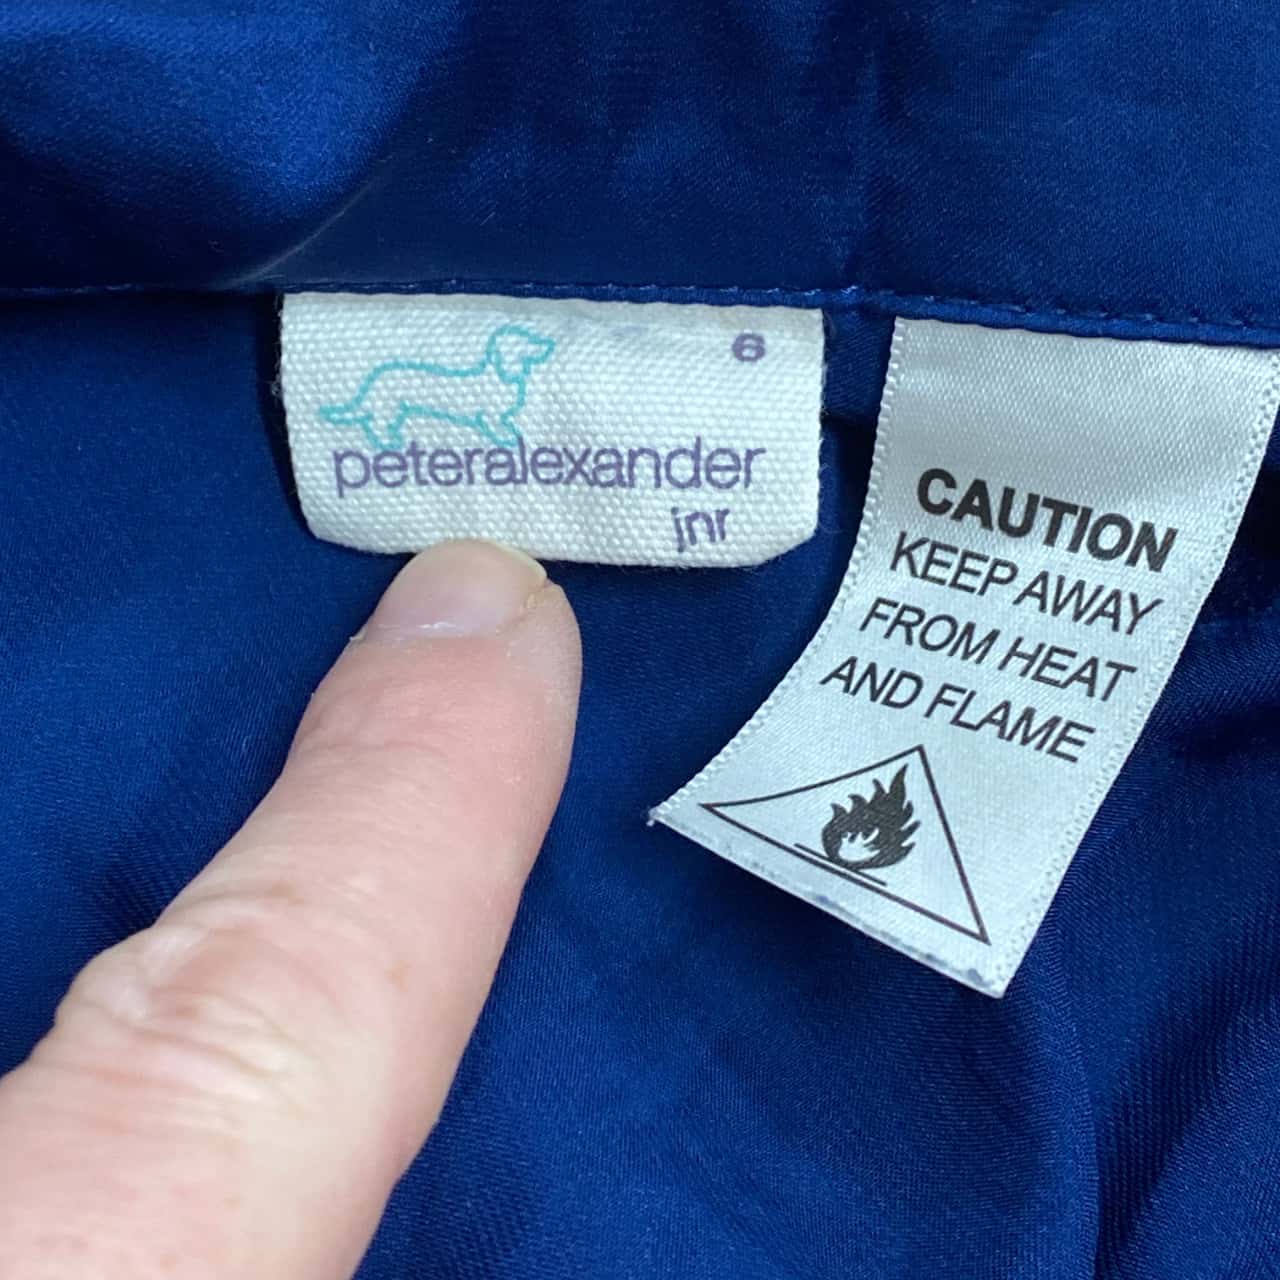 6
peteralexander
jnr
CAUTION
KEEP AWAY
FROM HEAT
AND FLAME